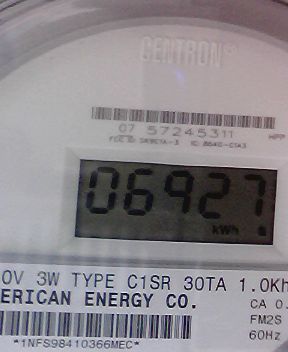 CENTRON®
07 57245311
06927
kWh
0V 3W TYPE C1SR 30TA 1.0Kh
ERICAN ENERGY CO.
CA 0.
FM2S
60Hz
*1NFS98410366MEC*